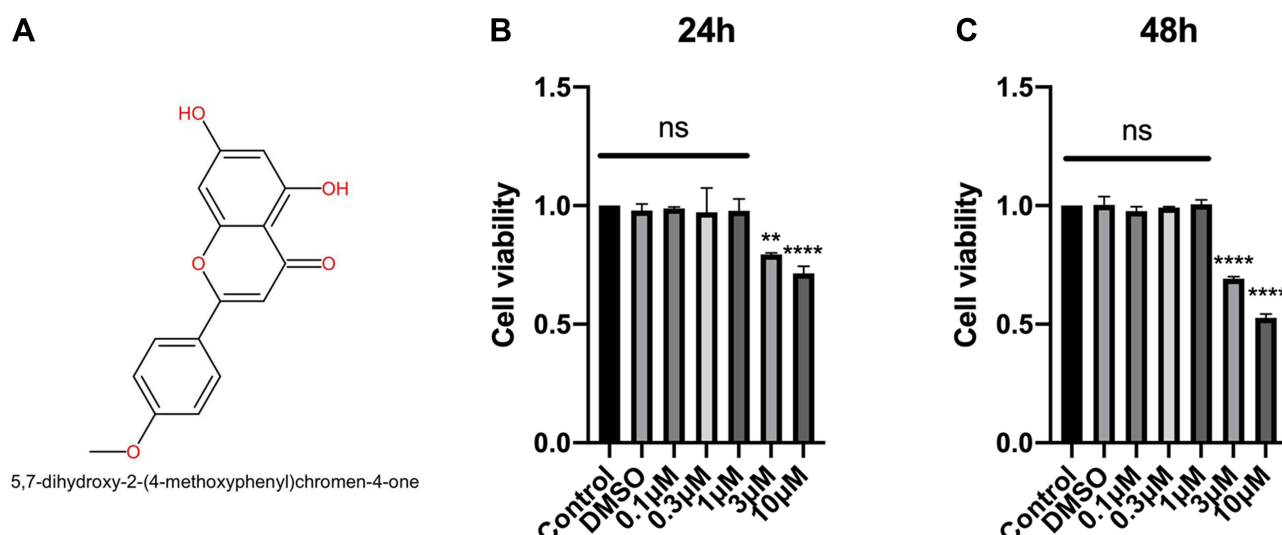 A
HO
OH
O
O
O
5,7-dihydroxy-2-(4-methoxyphenyl)chromen-4-one
B
24h
Cell viability
1.5
1.0
0.5
0.0
ns
**
****
Control
DMSO
0.1μM
0.3μM
1μM
3μM
10μM
C
48h
Cell viability
1.5
1.0
0.5
0.0
ns
****
****
Control
DMSO
0.1μM
0.3μM
1μM
3μM
10μM